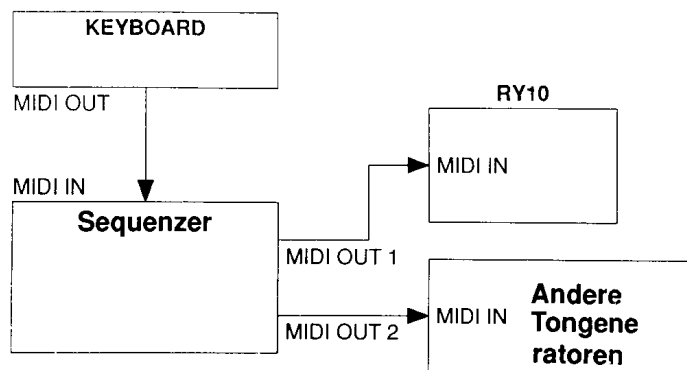 KEYBOARD
MIDI OUT
RY10
MIDI IN
MIDI IN
Sequenzer
MIDI OUT 1
MIDI IN
Andere
Tongene
ratoren
MIDI OUT 2